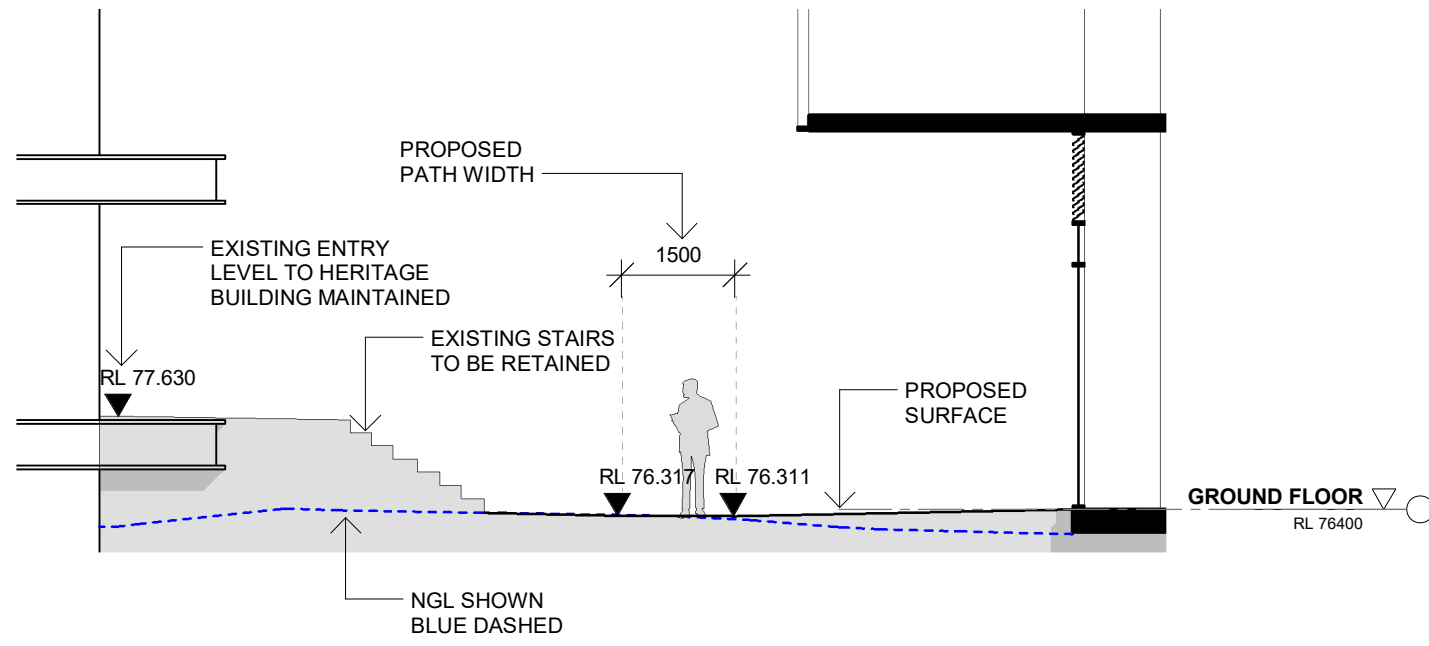 PROPOSED
PATH WIDTH
1500
EXISTING ENTRY
LEVEL TO HERITAGE
BUILDING MAINTAINED
EXISTING STAIRS
TO BE RETAINED
RL 77.630
PROPOSED
SURFACE
RL 76.317
RL 76.311
GROUND FLOOR
RL 76400
NGL SHOWN
BLUE DASHED